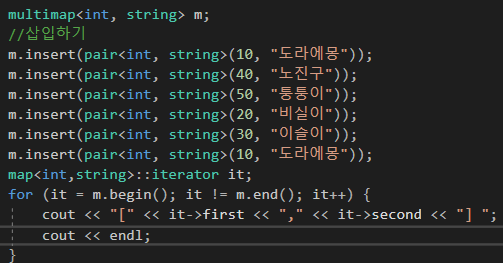 multimap<int, string> m;
//삽입하기
m.insert(pair<int, string>(10, "도라에몽"));
m.insert(pair<int, string>(40, "노진구"));
m.insert(pair<int, string>(50, "퉁퉁이"));
m.insert(pair<int, string>(20, "비실이"));
m.insert(pair<int, string>(30, "이슬이"));
m.insert(pair<int, string>(10, "도라에몽"));
map<int,string>::iterator it;
for (it = m.begin(); it != m.end(); it++) {
    cout << "[" << it->first << "," << it->second << "] ";
    cout << endl;
}